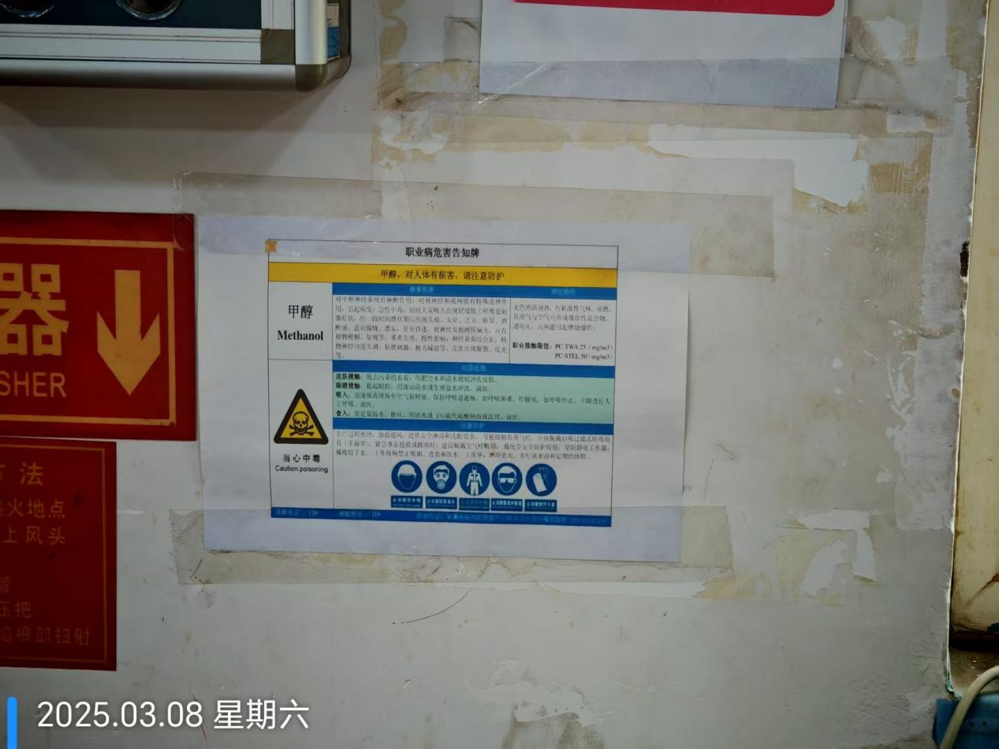 器
SHER
方法
火地点
上风头
管
压把
焰根部扫射
职业病危害告知牌
甲醇，对人体有损害，请注意防护
甲醇
Methanol
健康危害
对中枢神经系统有麻醉作用；对视神经和视网膜有特殊选择作
用，引起病变；急性中毒：短时大量吸入出现轻度眼上呼吸道刺
激症状；经一段时间潜伏期后出现头痛、头晕、乏力、眩晕、酒
醉感、意识朦胧、谵妄，甚至昏迷。视神经及视网膜病变，可有
视物模糊、复视等，重者失明。慢性影响：神经衰弱综合征，植
物神经功能失调，粘膜刺激，视力减退等。皮肤出现脱脂、皮炎
等。
理化特性
无色澄清液体，有刺激性气味。易燃，
其蒸气与空气可形成爆炸性混合物，
遇明火、高热能引起燃烧爆炸。
职业接触限值：PC-TWA:25（mg/m3）
PC-STEL:50（mg/m3）
应急处理
皮肤接触：脱去污染的衣着，用肥皂水和清水彻底冲洗皮肤。
眼睛接触：提起眼睑，用流动清水或生理盐水冲洗。就医。
吸入：迅速脱离现场至空气新鲜处。保持呼吸道通畅。如呼吸困难，给输氧。如呼吸停止，立即进行人
工呼吸。就医。
食入：饮足量温水，催吐。用清水或 1%硫代硫酸钠溶液洗胃。就医。
注意防护
生产过程密闭，加强通风。提供安全淋浴和洗眼设备。可能接触其蒸气时，应该佩戴自吸过滤式防毒面
具（半面罩）。紧急事态抢救或撤离时，建议佩戴空气呼吸器。戴化学安全防护眼镜；穿防静电工作服；
戴橡胶手套。工作现场禁止吸烟、进食和饮水。工作毕，淋浴更衣。实行就业前和定期的体检。
当心中毒
Caution,poisoning
急救电话：120
消防电话：119
2025.03.08 星期六